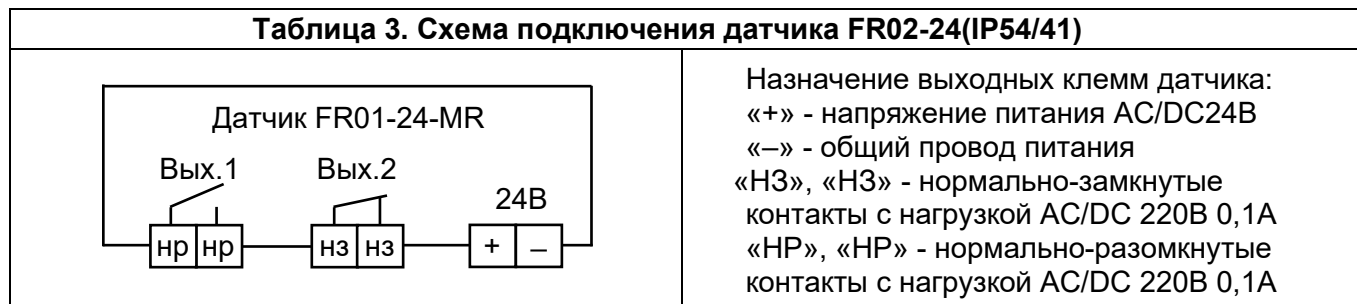 Таблица 3. Схема подключения датчика FR02-24(IP54/41)
Датчик FR01-24-MR
Вых.1 Вых.2
24В
нр нр нз нз + –
Назначение выходных клемм датчика:
«+» - напряжение питания AC/DC24В
«–» - общий провод питания
«НЗ», «НЗ» - нормально-замкнутые
контакты с нагрузкой AC/DC 220В 0,1А
«НР», «НР» - нормально-разомкнутые
контакты с нагрузкой AC/DC 220В 0,1А